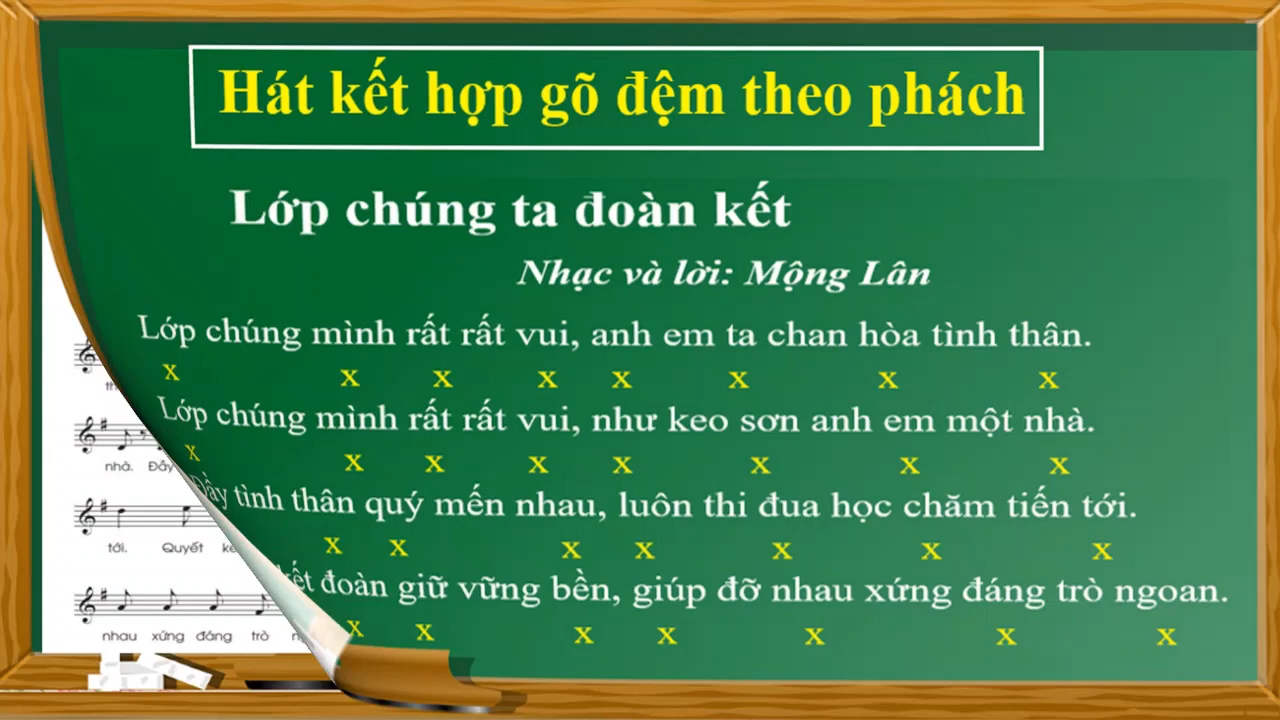 Hát kết hợp gõ đệm theo phách
Lớp chúng ta đoàn kết
Nhạc và lời: Mộng Lân
Lớp chúng mình rất rất vui, anh em ta chan hòa tình thân.
x x x x x x x x
Lớp chúng mình rất rất vui, như keo sơn anh em một nhà.
x x x x x x x x
Đầy tình thân quý mến nhau, luôn thi đua học chăm tiến tới.
x x x x x x x
kết đoàn giữ vững bền, giúp đỡ nhau xứng đáng trò ngoan.
x x x x x x x
nhà. Đầy
tới. Quyết
nhau xứng đáng trò